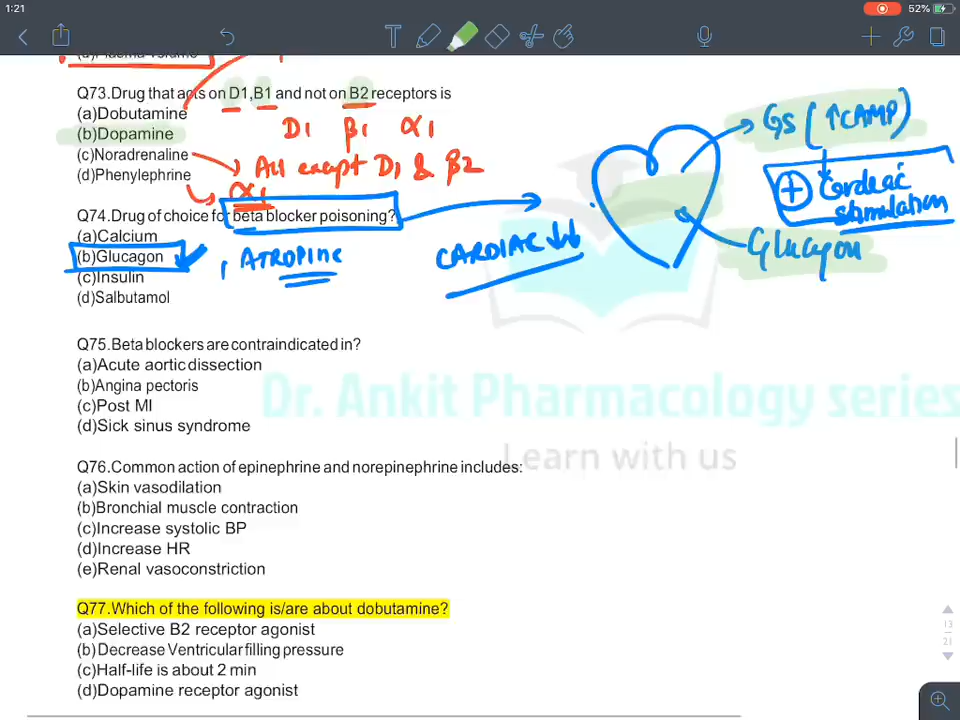 1:21
52%
T
Q73.Drug that acts on D1,B1 and not on B2 receptors is
(a)Dobutamine
(b)Dopamine
(c)Noradrenaline
(d)Phenylephrine
D1 β1 α1
All except D1 & β2
α1
Q74.Drug of choice for beta blocker poisoning?
(a)Calcium
(b)Glucagon
(c)Insulin
(d)Salbutamol
ATROPINE
CARDIAC ↓↓
Gs (↑CAMP)
+ Cardiac
stimulation
Glucagon
Q75.Beta blockers are contraindicated in?
(a)Acute aortic dissection
(b)Angina pectoris
(c)Post MI
(d)Sick sinus syndrome
Dr. Ankit Pharmacology series
Learn with us
Q76.Common action of epinephrine and norepinephrine includes:
(a)Skin vasodilation
(b)Bronchial muscle contraction
(c)Increase systolic BP
(d)Increase HR
(e)Renal vasoconstriction
Q77.Which of the following is/are about dobutamine?
(a)Selective B2 receptor agonist
(b)Decrease Ventricular filling pressure
(c)Half-life is about 2 min
(d)Dopamine receptor agonist
13
21